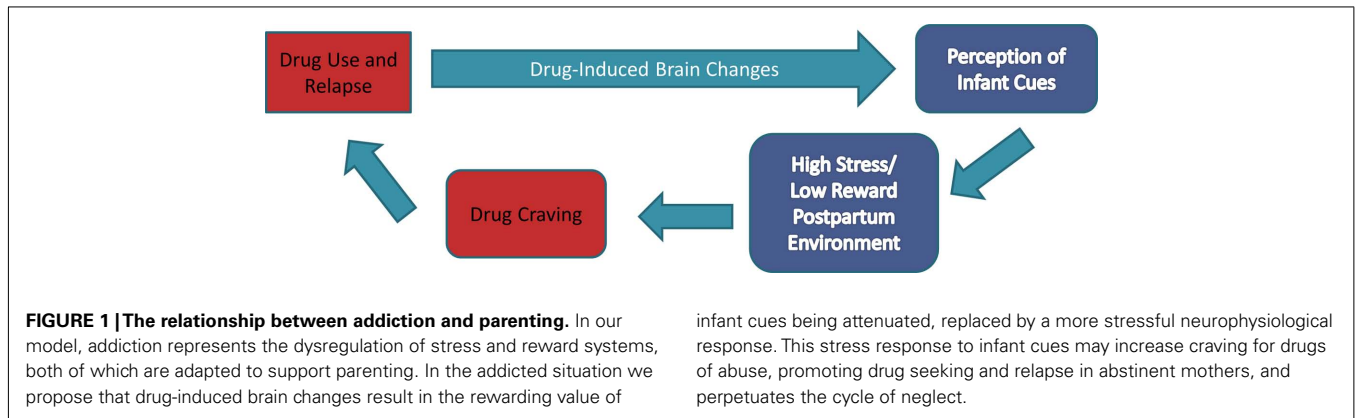 Drug Use and
Relapse
Drug-Induced Brain Changes
Perception of
Infant Cues
High Stress/
Low Reward
Postpartum
Environment
Drug Craving
FIGURE 1 | The relationship between addiction and parenting. In our
model, addiction represents the dysregulation of stress and reward systems,
both of which are adapted to support parenting. In the addicted situation we
propose that drug-induced brain changes result in the rewarding value of
infant cues being attenuated, replaced by a more stressful neurophysiological
response. This stress response to infant cues may increase craving for drugs
of abuse, promoting drug seeking and relapse in abstinent mothers, and
perpetuates the cycle of neglect.